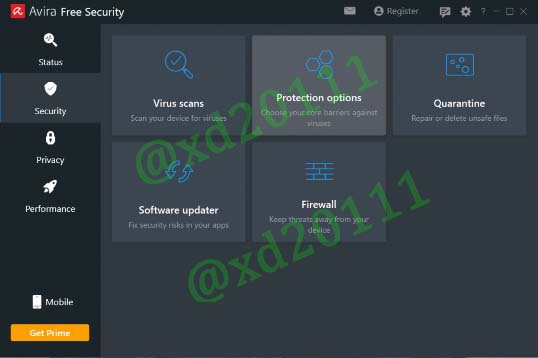 Avira Free Security
Register
?
Status
Security
Privacy
Performance
Mobile
Get Prime
Virus scans
Scan your device for viruses
Protection options
Choose your core barriers against
viruses
Quarantine
Repair or delete unsafe files
Software updater
Fix security risks in your apps
Firewall
Keep threats away from your
device
@xd20111
@xd20111